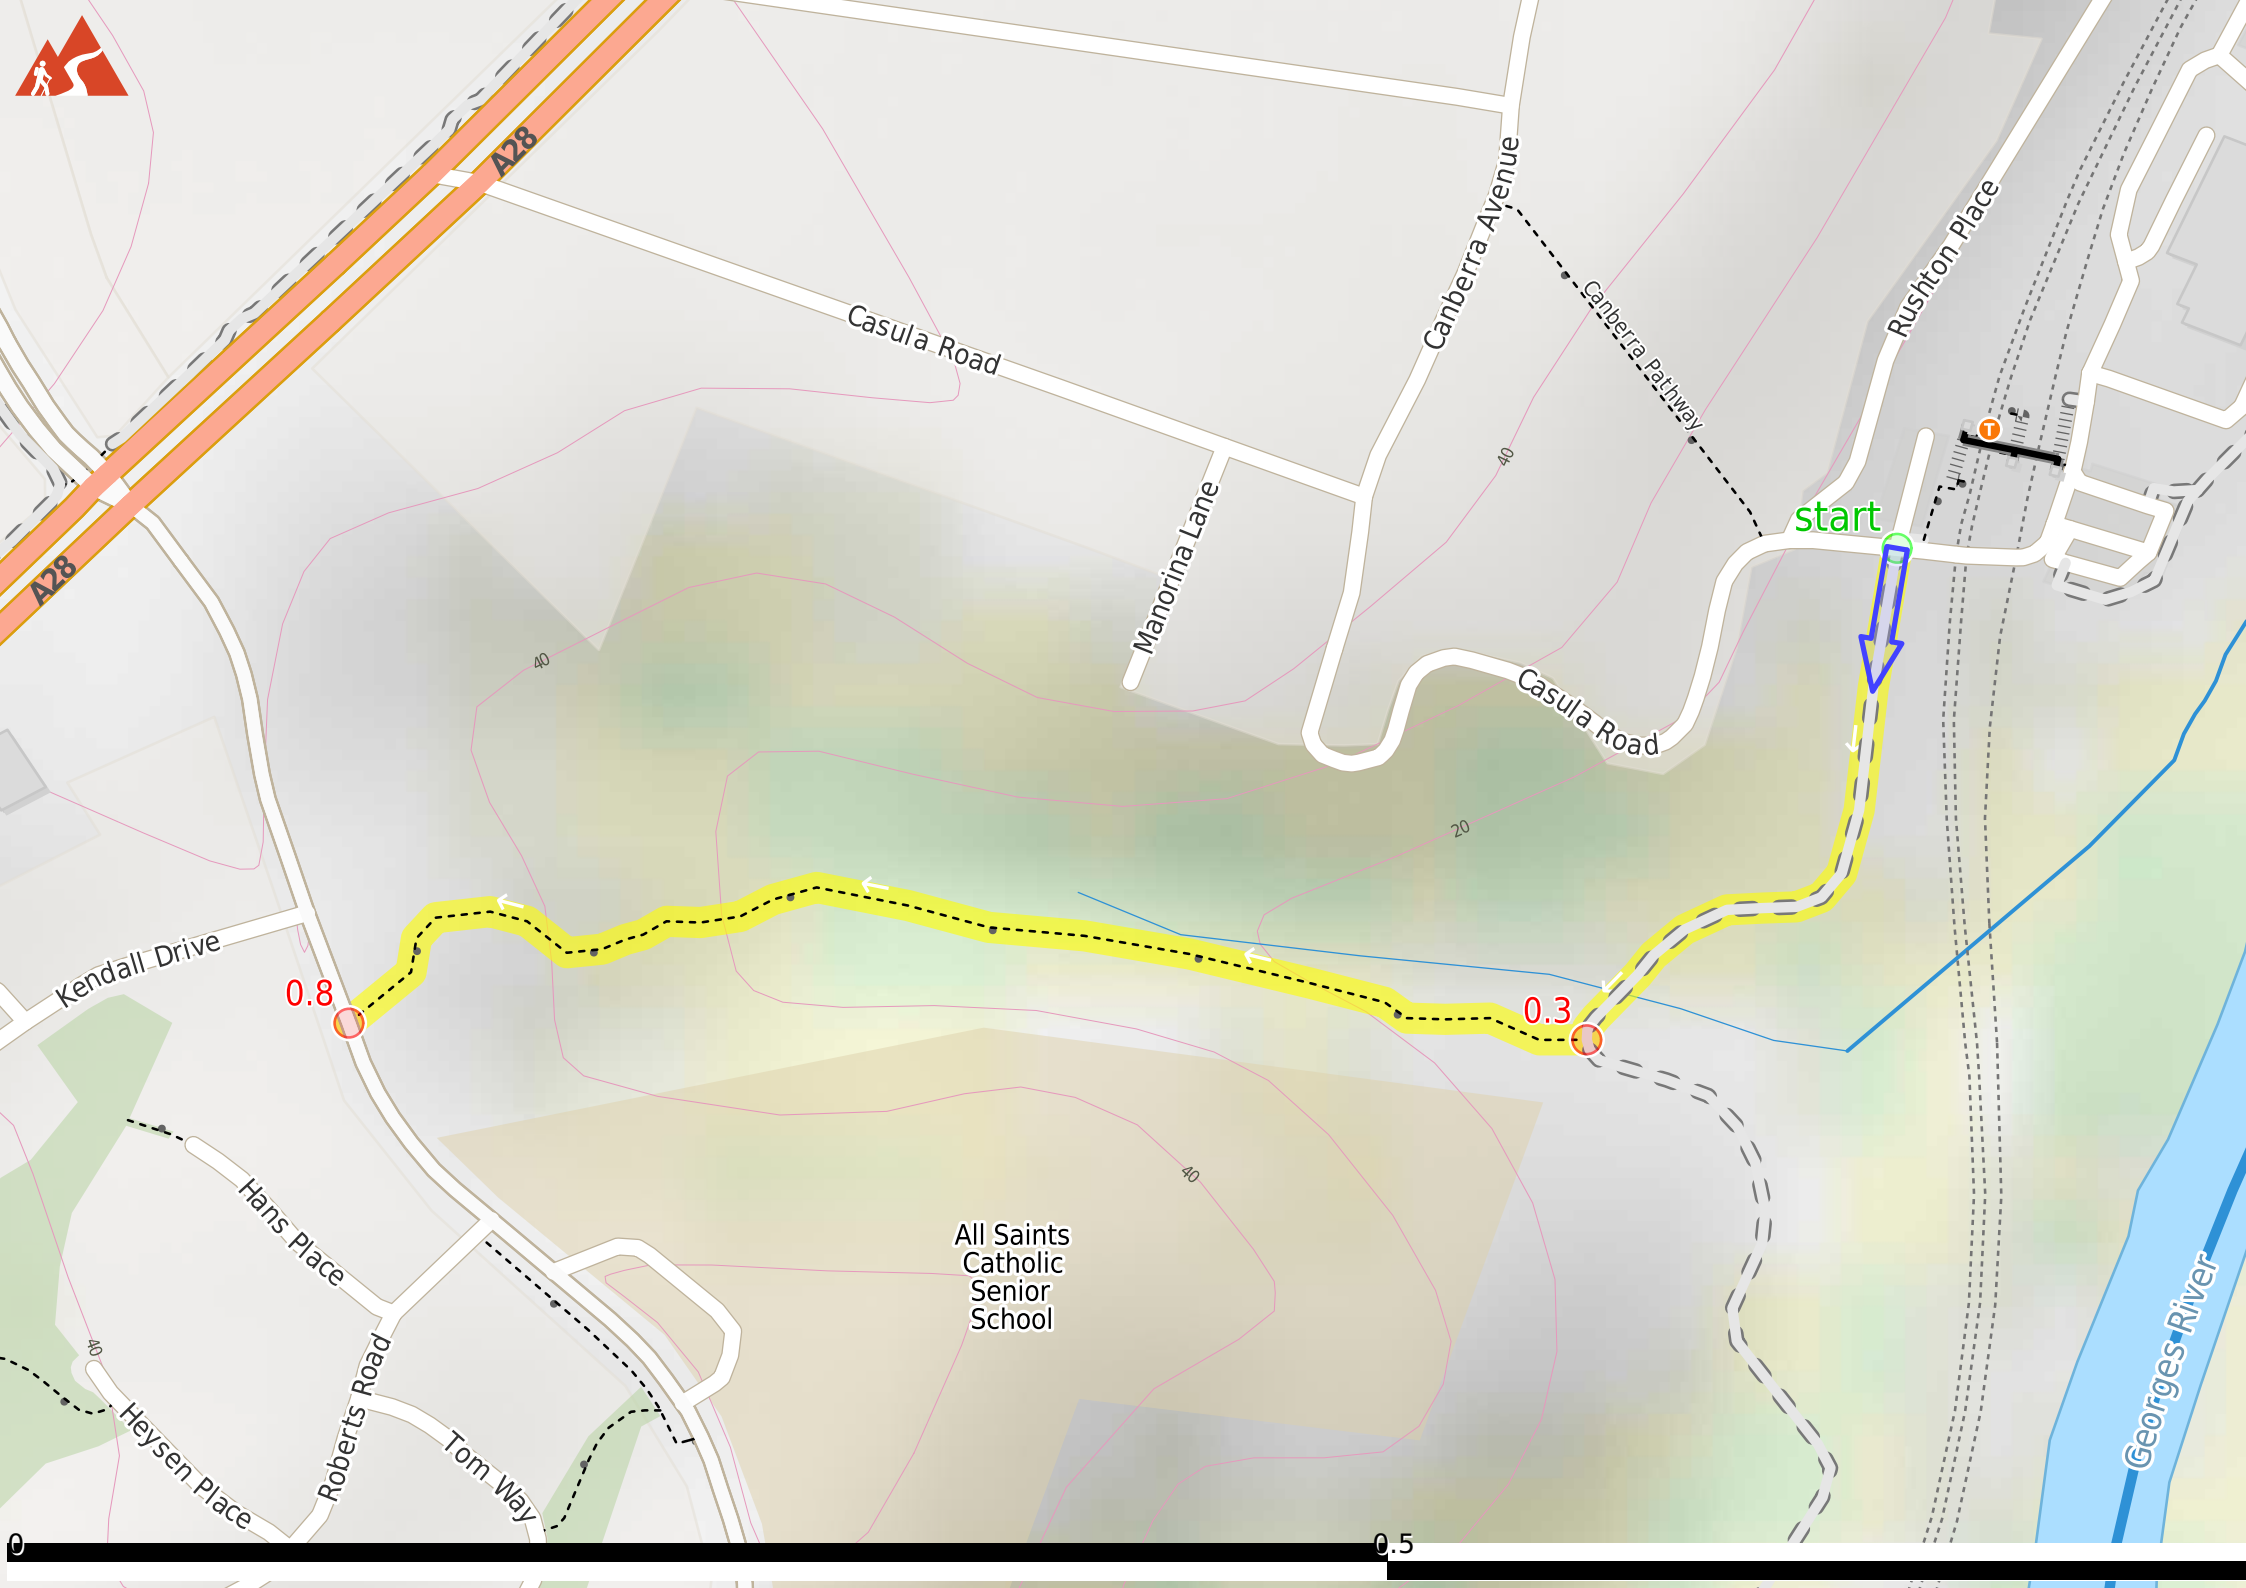 A28
Canberra Avenue
Rushton Place
Casula Road
Canberra Pathway
40
T
Manorina Lane
start
A28
40
Casula Road
20
Kendall Drive
0.8
0.3
Hans Place
40
All Saints
Catholic
Senior
School
Georges River
40
Roberts Road
Heysen Place
Tom Way
0
0.5